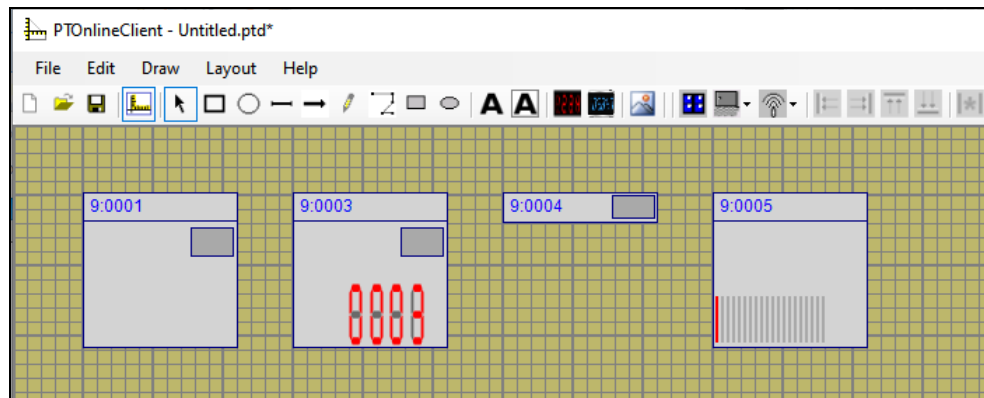 PTOnlineClient - Untitled.ptd*
File Edit Draw Layout Help
A A
9:0001 9:0003 9:0004 9:0005